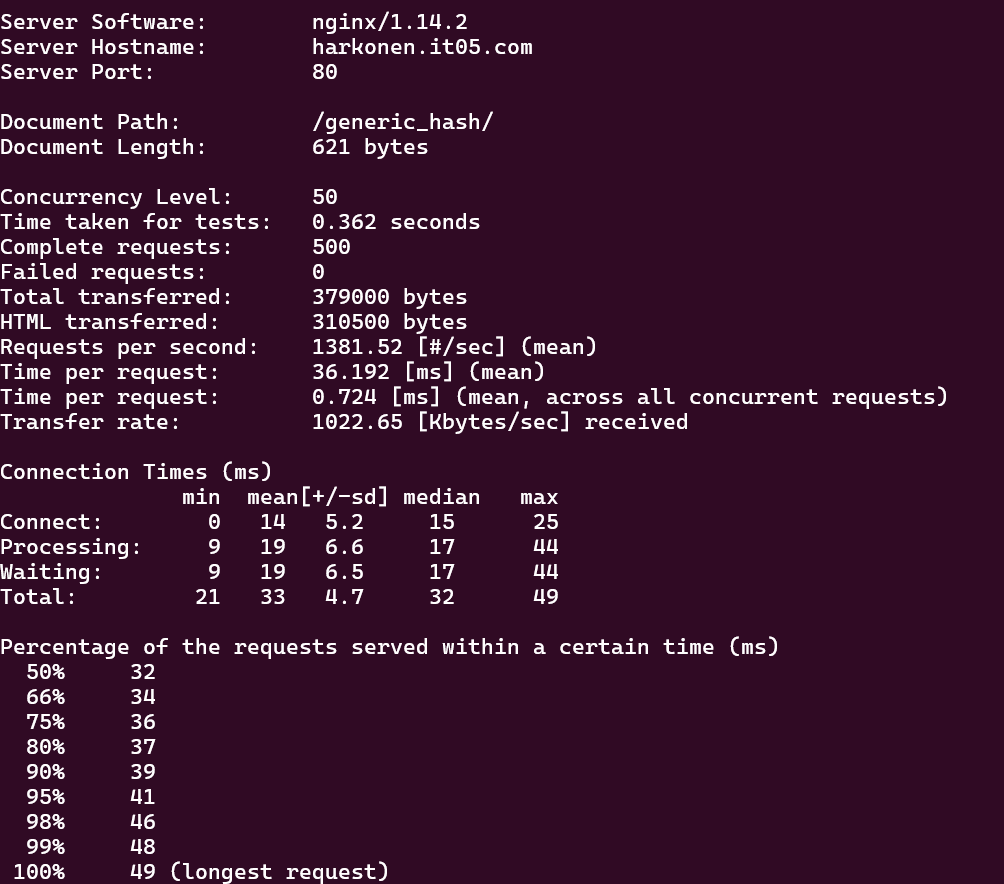 Server Software:        nginx/1.14.2
Server Hostname:        harkonen.it05.com
Server Port:            80

Document Path:          /generic_hash/
Document Length:        621 bytes

Concurrency Level:      50
Time taken for tests:   0.362 seconds
Complete requests:      500
Failed requests:        0
Total transferred:      379000 bytes
HTML transferred:       310500 bytes
Requests per second:    1381.52 [#/sec] (mean)
Time per request:       36.192 [ms] (mean)
Time per request:       0.724 [ms] (mean, across all concurrent requests)
Transfer rate:          1022.65 [Kbytes/sec] received

Connection Times (ms)
              min  mean[+/-sd] median   max
Connect:        0   14   5.2     15      25
Processing:     9   19   6.6     17      44
Waiting:        9   19   6.5     17      44
Total:         21   33   4.7     32      49

Percentage of the requests served within a certain time (ms)
  50%     32
  66%     34
  75%     36
  80%     37
  90%     39
  95%     41
  98%     46
  99%     48
 100%     49 (longest request)